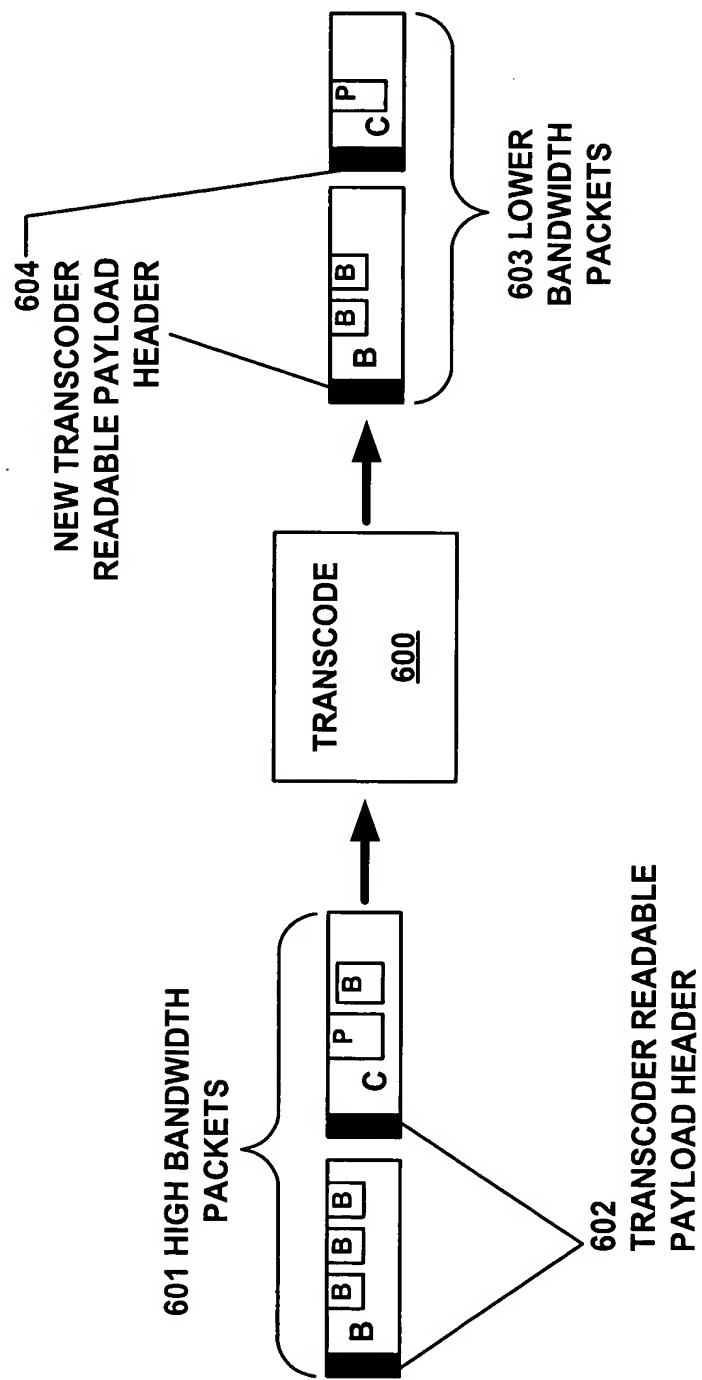 601 HIGH BANDWIDTH
PACKETS
B
B
B
B
C
P
B
602
TRANSCODER READABLE
PAYLOAD HEADER
TRANSCODE
600
604
NEW TRANSCODER
READABLE PAYLOAD
HEADER
B
B
B
C
P
603 LOWER
BANDWIDTH
PACKETS